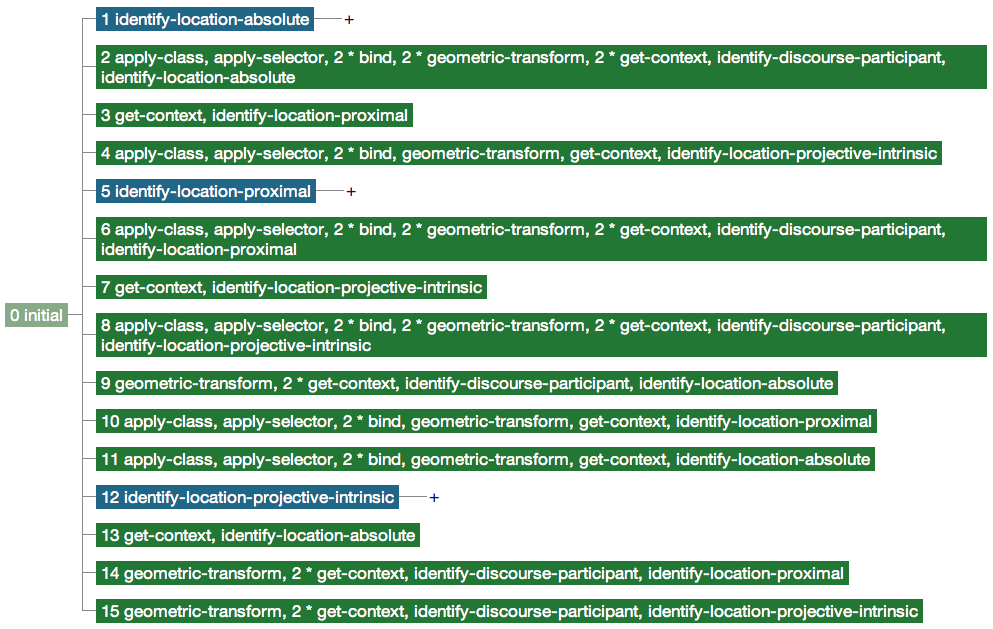 1 identify-location-absolute +
2 apply-class, apply-selector, 2 * bind, 2 * geometric-transform, 2 * get-context, identify-discourse-participant,
identify-location-absolute
3 get-context, identify-location-proximal
4 apply-class, apply-selector, 2 * bind, geometric-transform, get-context, identify-location-projective-intrinsic
5 identify-location-proximal +
6 apply-class, apply-selector, 2 * bind, 2 * geometric-transform, 2 * get-context, identify-discourse-participant,
identify-location-proximal
7 get-context, identify-location-projective-intrinsic
0 initial
8 apply-class, apply-selector, 2 * bind, 2 * geometric-transform, 2 * get-context, identify-discourse-participant,
identify-location-projective-intrinsic
9 geometric-transform, 2 * get-context, identify-discourse-participant, identify-location-absolute
10 apply-class, apply-selector, 2 * bind, geometric-transform, get-context, identify-location-proximal
11 apply-class, apply-selector, 2 * bind, geometric-transform, get-context, identify-location-absolute
12 identify-location-projective-intrinsic +
13 get-context, identify-location-absolute
14 geometric-transform, 2 * get-context, identify-discourse-participant, identify-location-proximal
15 geometric-transform, 2 * get-context, identify-discourse-participant, identify-location-projective-intrinsic